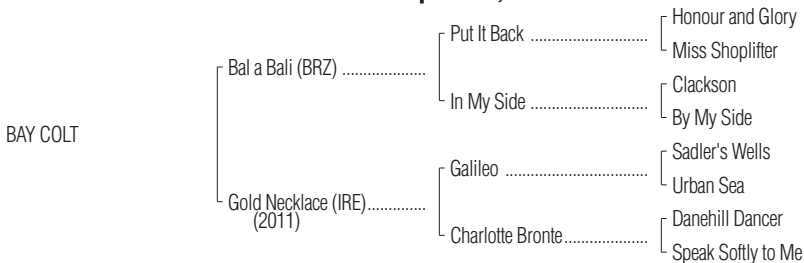 Honour and Glory
Put It Back ............................
Miss Shoplifter
Bal a Bali (BRZ) ....................
Clackson
In My Side ............................
By My Side
BAY COLT
Sadler's Wells
Galileo ..................................
Urban Sea
Gold Necklace (IRE)..............
(2011)
Danehill Dancer
Charlotte Bronte....................
Speak Softly to Me